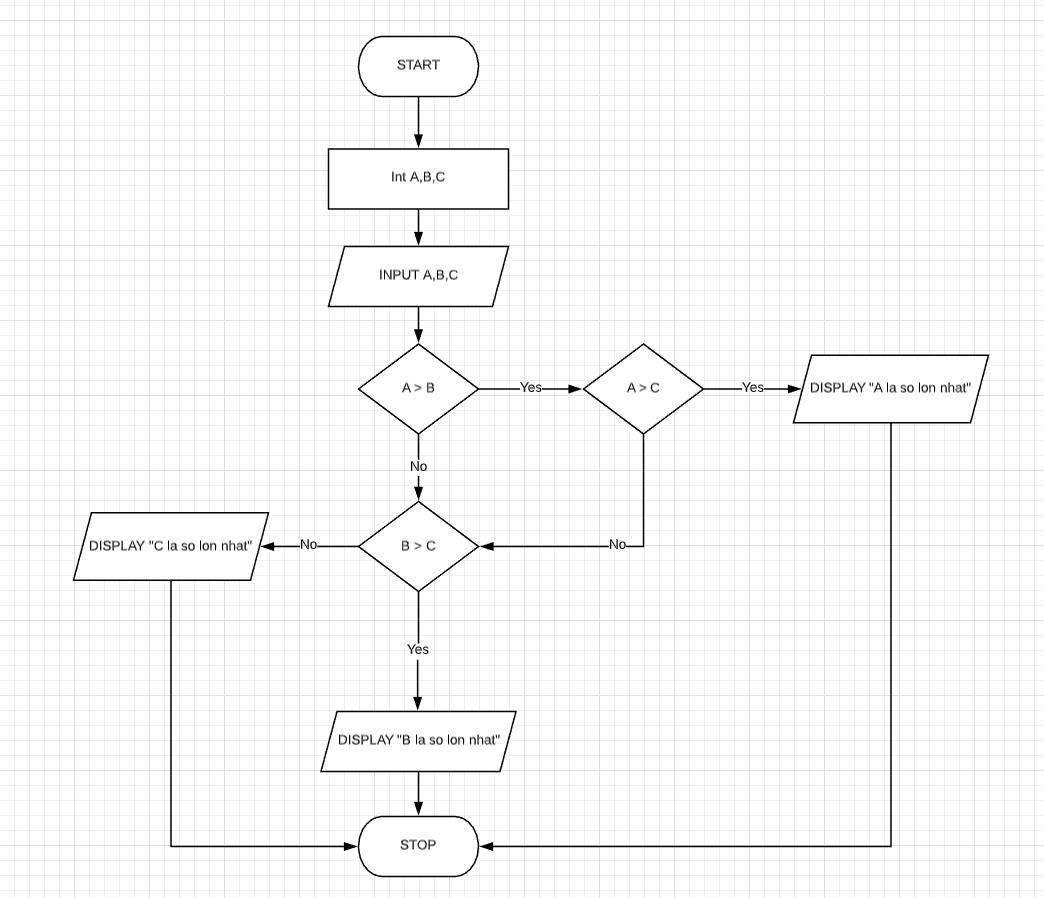 START
Int A,B,C
INPUT A,B,C
A > B
Yes
A > C
Yes
DISPLAY "A la so lon nhat"
No
DISPLAY "C la so lon nhat"
No
B > C
No
Yes
DISPLAY "B la so lon nhat"
STOP